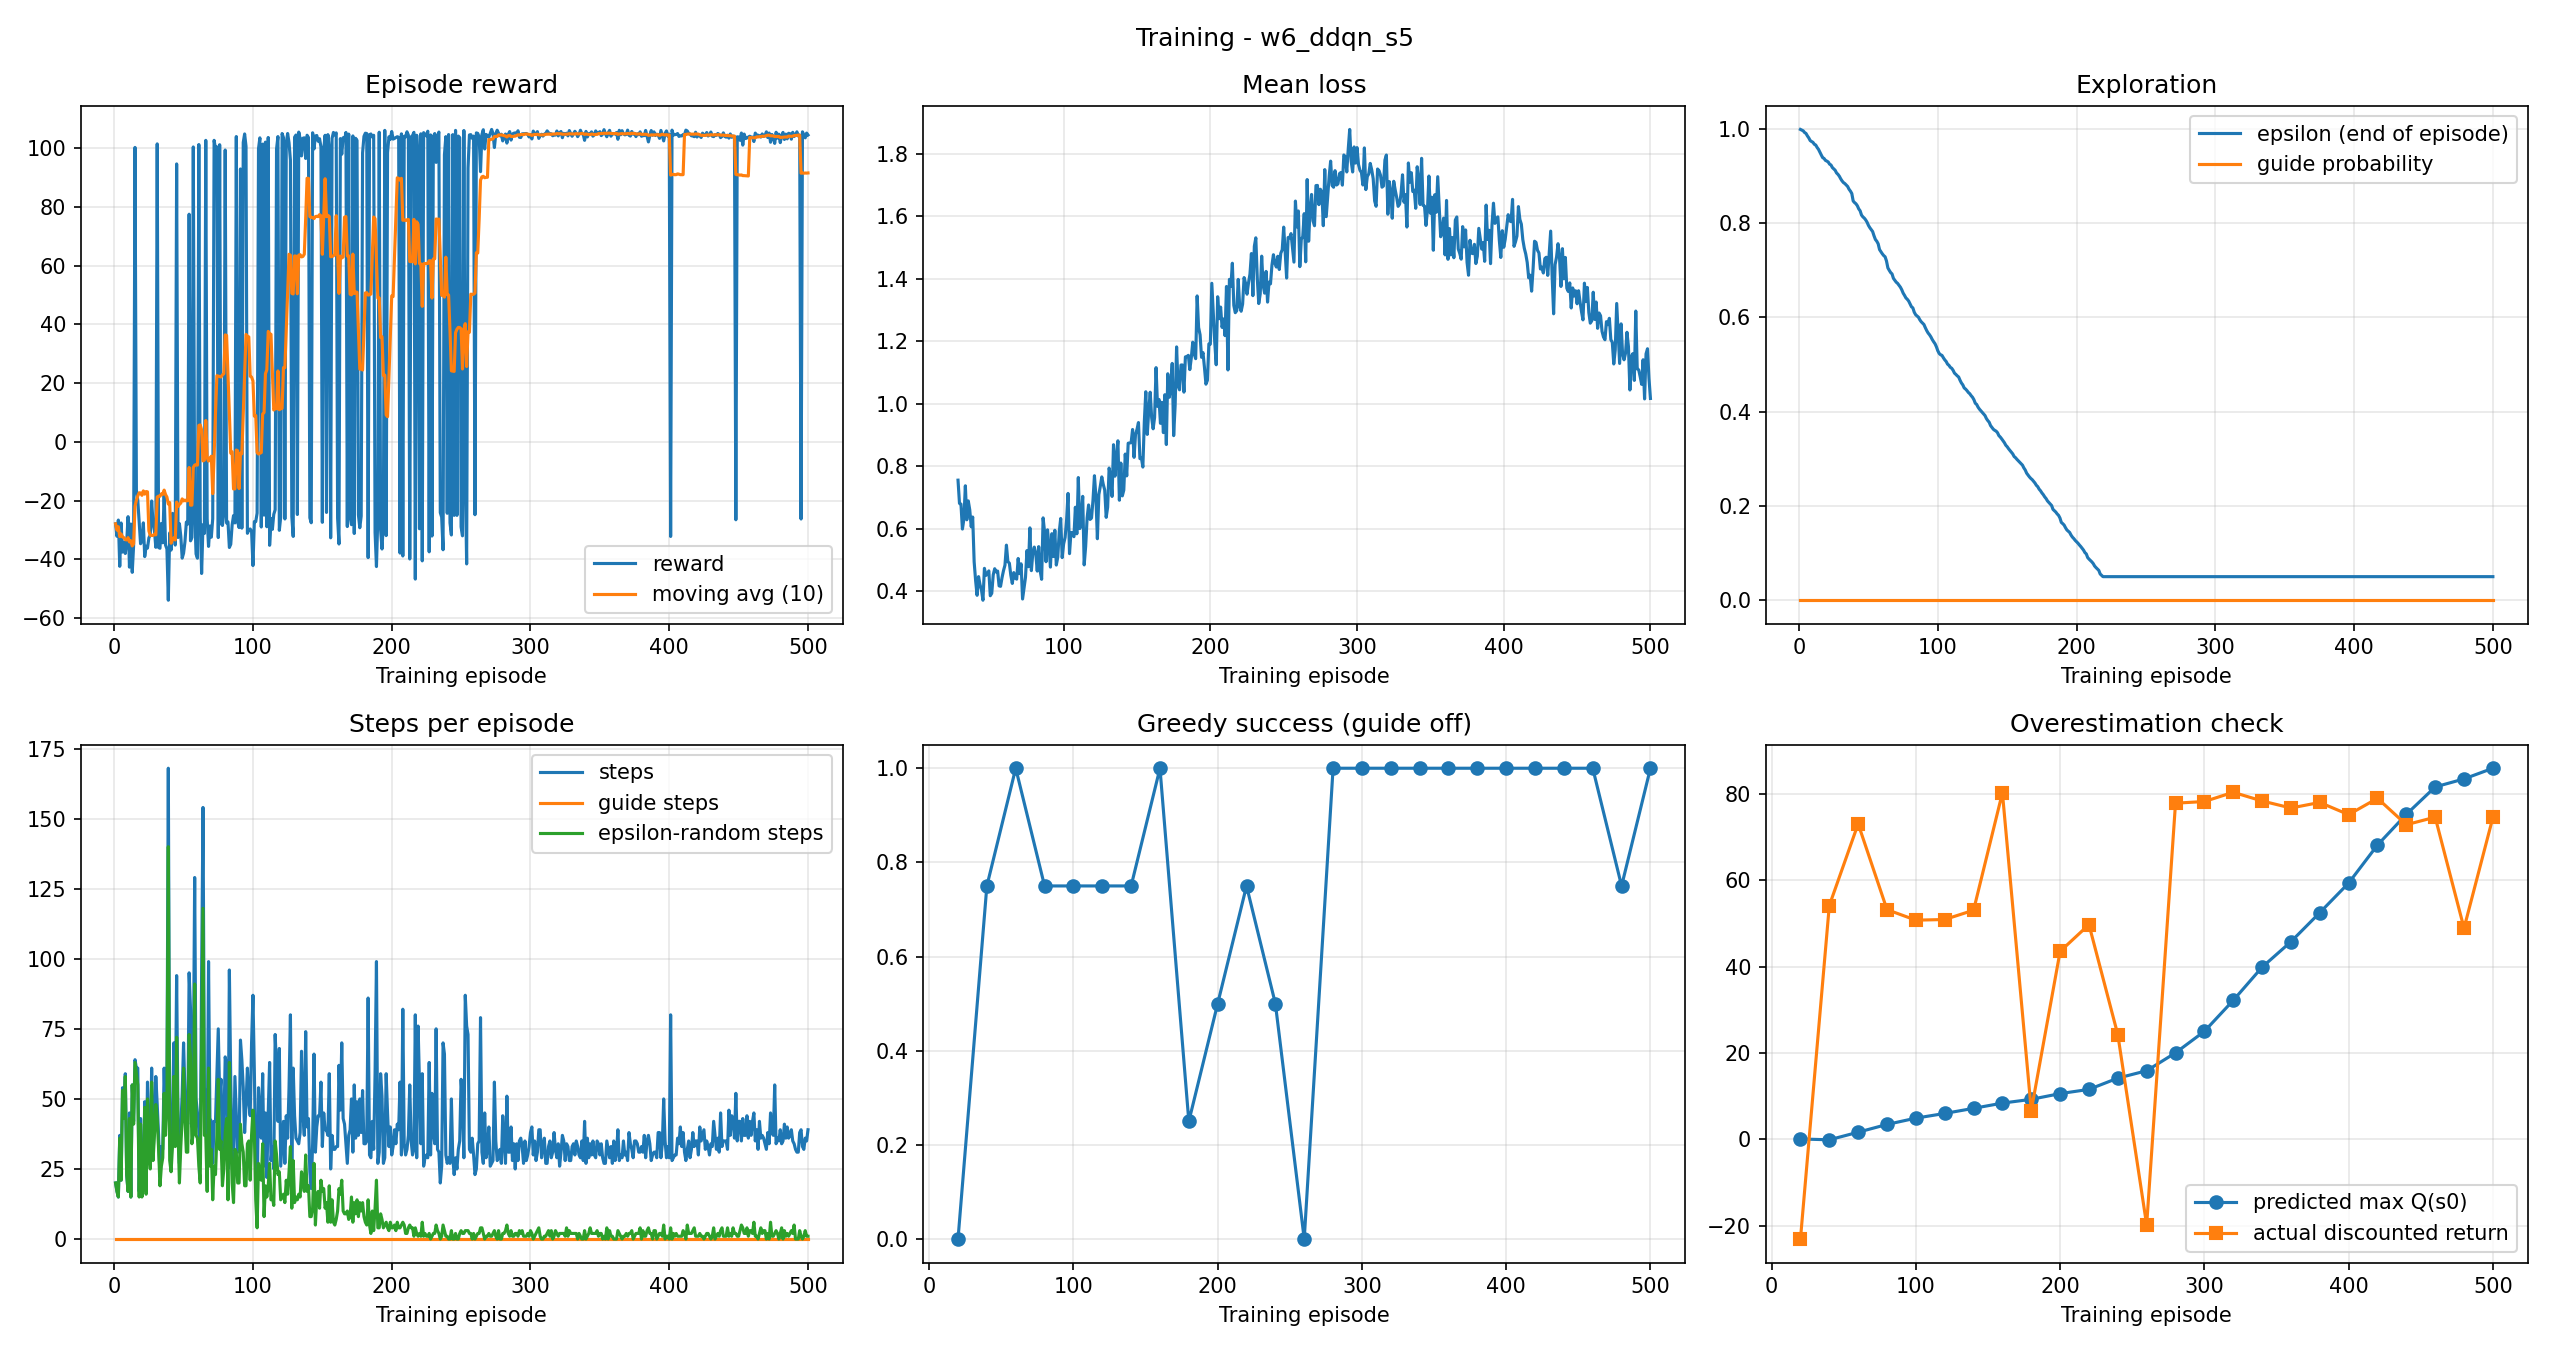 Training - w6_ddqn_s5
Episode reward
100
80
60
40
20
0
−20
−40
−60
reward
moving avg (10)
0 100 200 300 400 500
Training episode
Mean loss
1.8
1.6
1.4
1.2
1.0
0.8
0.6
0.4
100 200 300 400 500
Training episode
Exploration
1.0
0.8
0.6
0.4
0.2
0.0
epsilon (end of episode)
guide probability
0 100 200 300 400 500
Training episode
Steps per episode
175
150
125
100
75
50
25
0
steps
guide steps
epsilon-random steps
0 100 200 300 400 500
Training episode
Greedy success (guide off)
1.0
0.8
0.6
0.4
0.2
0.0
0 100 200 300 400 500
Training episode
Overestimation check
80
60
40
20
0
−20
predicted max Q(s0)
actual discounted return
0 100 200 300 400 500
Training episode